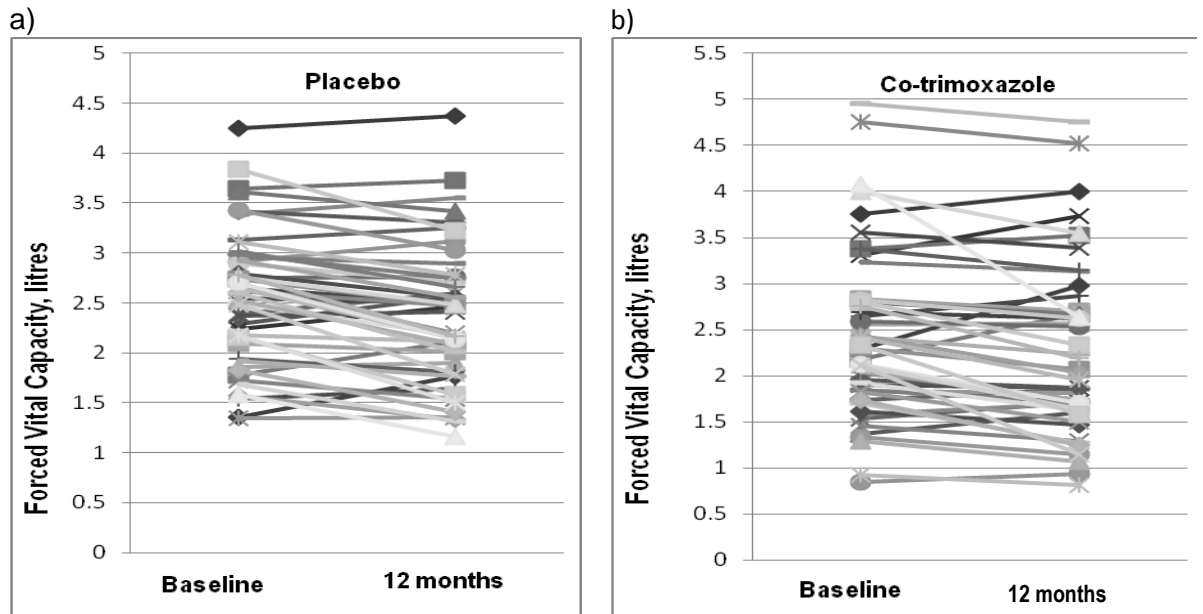 a)
Placebo
Forced Vital Capacity, litres
5
4.5
4
3.5
3
2.5
2
1.5
1
0.5
0
Baseline
12 months
b)
Co-trimoxazole
Forced Vital Capacity, litres
5.5
5
4.5
4
3.5
3
2.5
2
1.5
1
0.5
0
Baseline
12 months